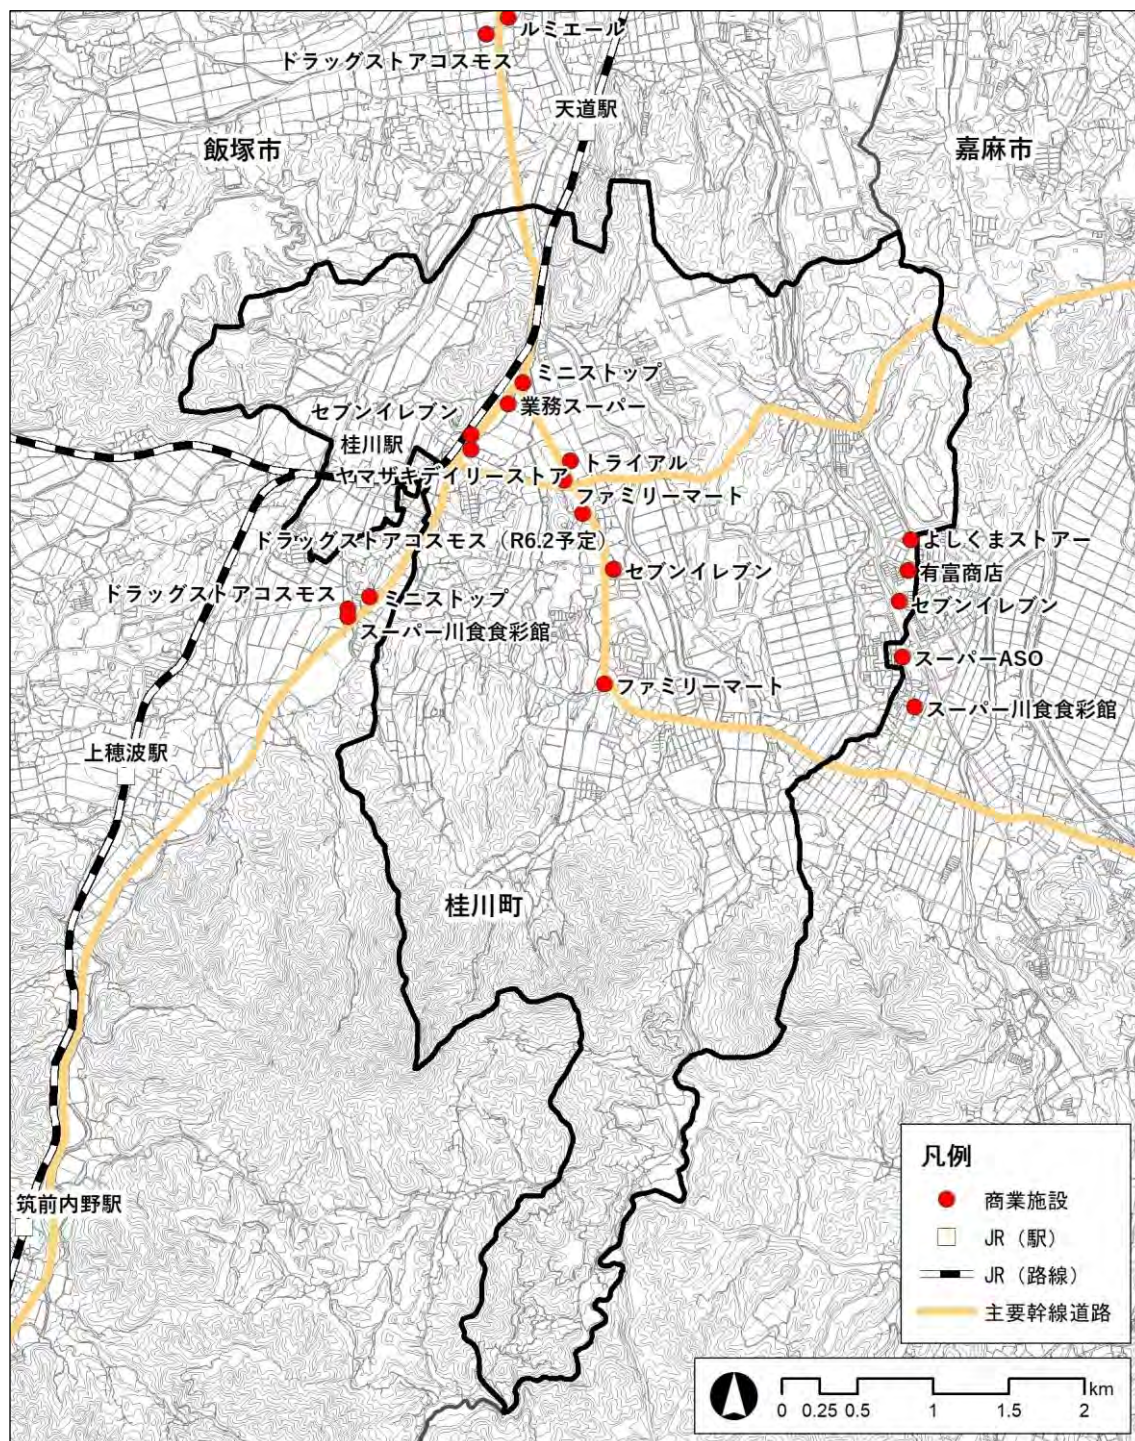 ルミエール
ドラッグストアコスモス
天道駅
飯塚市
嘉麻市
ミニストップ
業務スーパー
セブンイレブン
桂川駅
トライアル
ヤマザキデイリーストア
ファミリーマート
ドラッグストアコスモス（R6.2予定）
よしくまストアー
有富商店
セブンイレブン
セブンイレブン
ドラッグストアコスモス
ミニストップ
スーパー川食食彩館
スーパーASO
ファミリーマート
スーパー川食食彩館
上穂波駅
桂川町
筑前内野駅
凡例
商業施設
JR（駅）
JR（路線）
主要幹線道路
km
0 0.25 0.5 1 1.5 2